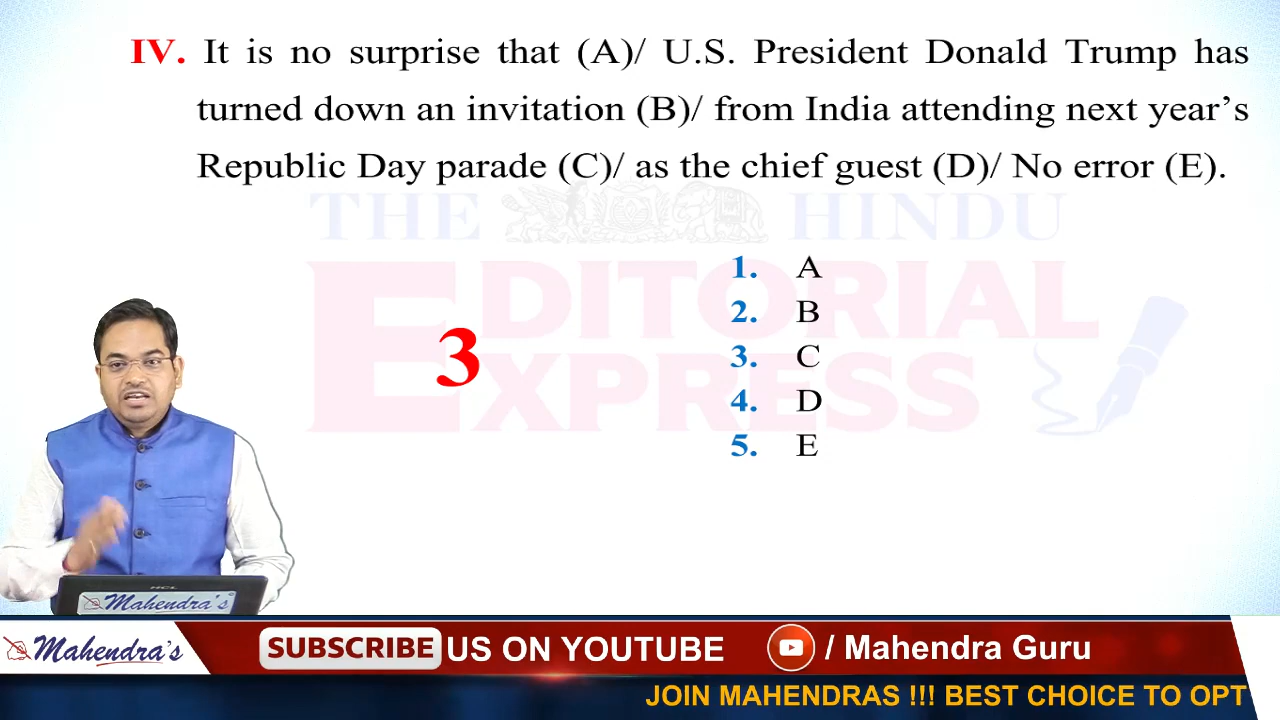 IV. It is no surprise that (A)/ U.S. President Donald Trump has
turned down an invitation (B)/ from India attending next year’s
Republic Day parade (C)/ as the chief guest (D)/ No error (E).
THE HINDU
EDITORIAL
EXPRESS
1. A
2. B
3. C
4. D
5. E
3
HCL
Mahendra's
Mahendra's
SUBSCRIBE US ON YOUTUBE / Mahendra Guru
JOIN MAHENDRAS !!! BEST CHOICE TO OPT